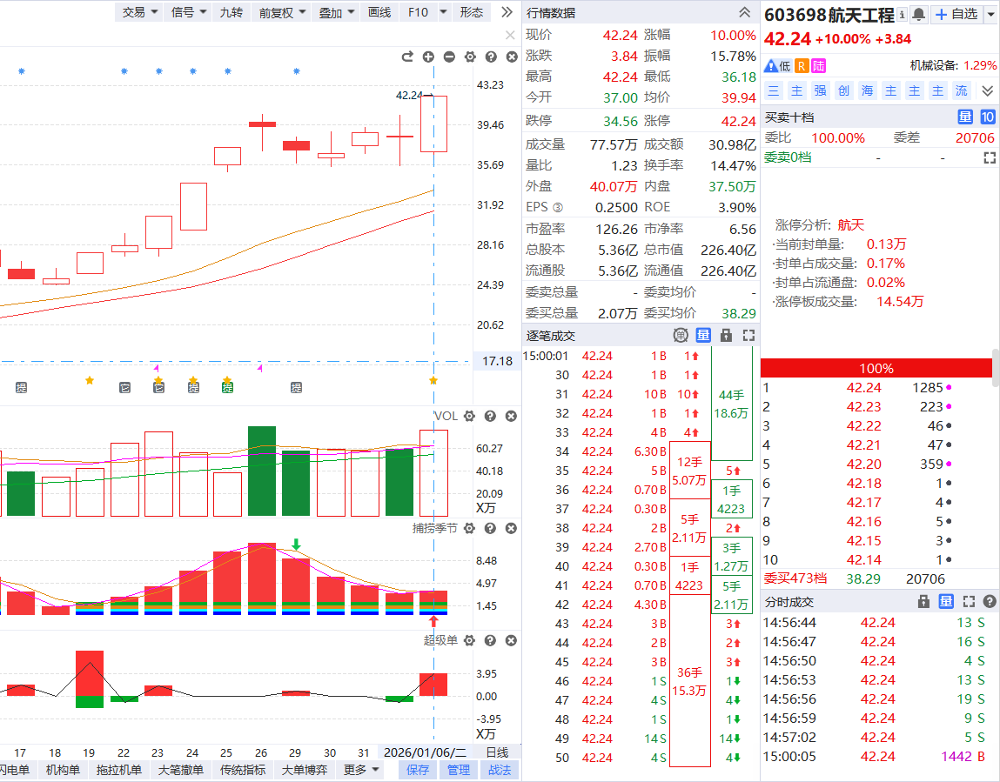 交易 信号 九转 前复权 叠加 画线 F10 形态
42.24
43.23
39.46
35.69
31.92
28.16
24.39
20.62
17.18
提 它 它 提 提 提
VOL
60.27
40.18
20.09
X万
捕捞季节
8.48
4.97
1.45
超级单
3.95
0.00
-3.95
X万
17 18 19 22 23 24 25 26 29 30 31 2026/01/06/二 日线
闪电单 机构单 拖拉机单 大笔撤单 传统指标 大单博弈 更多 保存 管理 战法
行情数据
现价 42.24 涨幅 10.00%
涨跌 3.84 振幅 15.78%
最高 42.24 最低 36.18
今开 37.00 均价 39.94
跌停 34.56 涨停 42.24
成交量 77.57万 成交额 30.98亿
量比 1.23 换手率 14.47%
外盘 40.07万 内盘 37.50万
EPS ③ 0.2500 ROE 3.90%
市盈率 126.26 市净率 6.56
总股本 5.36亿 总市值 226.40亿
流通股 5.36亿 流通值 226.40亿
委卖总量 - 委卖均价 -
委买总量 2.07万 委买均价 38.29
逐笔成交 单 量
15:00:01 42.24 1 B 1
30 42.24 1 B 1
31 42.24 10 B 10
32 42.24 1 B 1
33 42.24 4 B 4
34 42.24 6.30 B
35 42.24 5 B 5
36 42.24 0.70 B
37 42.24 0.30 B
38 42.24 2 B 2
39 42.24 2.70 B
40 42.24 0.30 B
41 42.24 0.70 B
42 42.24 4.30 B
43 42.24 3 B 3
44 42.24 2 B 2
45 42.24 3 B 3
46 42.24 1 S 1
47 42.24 4 S 4
48 42.24 1 S 1
49 42.24 14 S 14
50 42.24 4 S 4
12手
5.07万
5手
2.11万
1手
4223
36手
15.3万
44手
18.6万
1手
4223
3手
1.27万
5手
2.11万
603698航天工程 自选
42.24 +10.00% +3.84
低 R 陆 机械设备: 1.29%
三 主 强 创 海 主 主 主 流
买卖十档 量 10
委比 100.00% 委差 20706
委卖0档 - -
涨停分析: 航天
·当前封单量: 0.13万
·封单占成交量: 0.17%
·封单占流通盘: 0.02%
·涨停板成交量: 14.54万
100%
1 42.24 1285
2 42.23 223
3 42.22 46
4 42.21 47
5 42.20 359
6 42.18 1
7 42.17 4
8 42.16 5
9 42.15 3
10 42.14 1
委买473档 38.29 20706
分时成交 量
14:56:44 42.24 13 S
14:56:47 42.24 16 S
14:56:50 42.24 4 S
14:56:53 42.24 13 S
14:56:56 42.24 19 S
14:56:59 42.24 9 S
14:57:02 42.24 5 S
15:00:05 42.24 1442 B